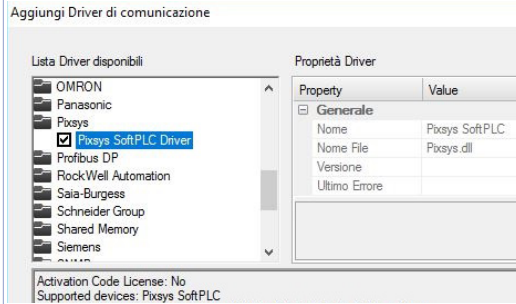 Aggiungi Driver di comunicazione
Lista Driver disponibili
OMRON
Panasonic
Pixsys
Pixsys SoftPLC Driver
Profibus DP
RockWell Automation
Saia-Burgess
Schneider Group
Shared Memory
Siemens
Proprietà Driver
Property Value
Generale
Nome Pixsys SoftPLC
Nome File Pixsys.dll
Versione
Ultimo Errore
Activation Code License: No
Supported devices: Pixsys SoftPLC